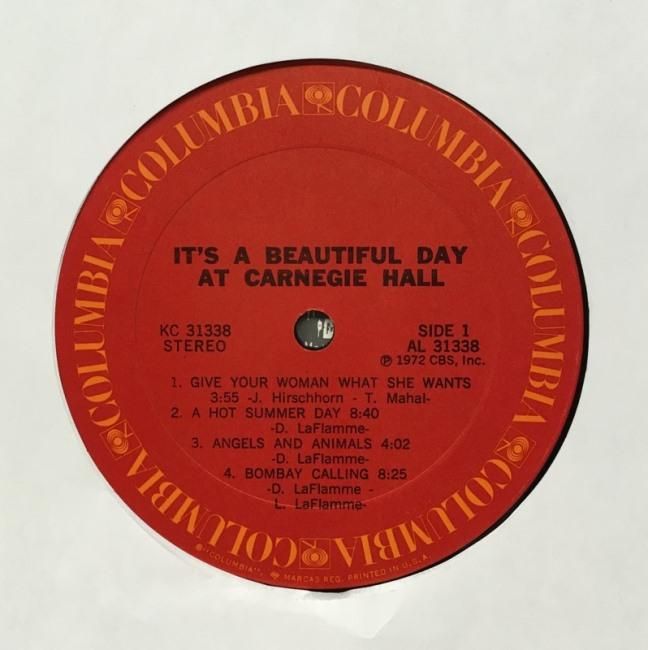 COLUMBIA COLUMBIA COLUMBIA COLUMBIA COLUMBIA COLUMBIA COLUMBIA
IT'S A BEAUTIFUL DAY
AT CARNEGIE HALL
KC 31338
STEREO
SIDE 1
AL 31338
Ⓟ 1972 CBS, Inc.
1. GIVE YOUR WOMAN WHAT SHE WANTS
3:55 -J. Hirschhorn - T. Mahal-
2. A HOT SUMMER DAY 8:40
-D. LaFlamme-
3. ANGELS AND ANIMALS 4:02
-D. LaFlamme-
4. BOMBAY CALLING 8:25
-D. LaFlamme -
L. LaFlamme-
®"COLUMBIA", MARCAS REG. PRINTED IN U.S.A.